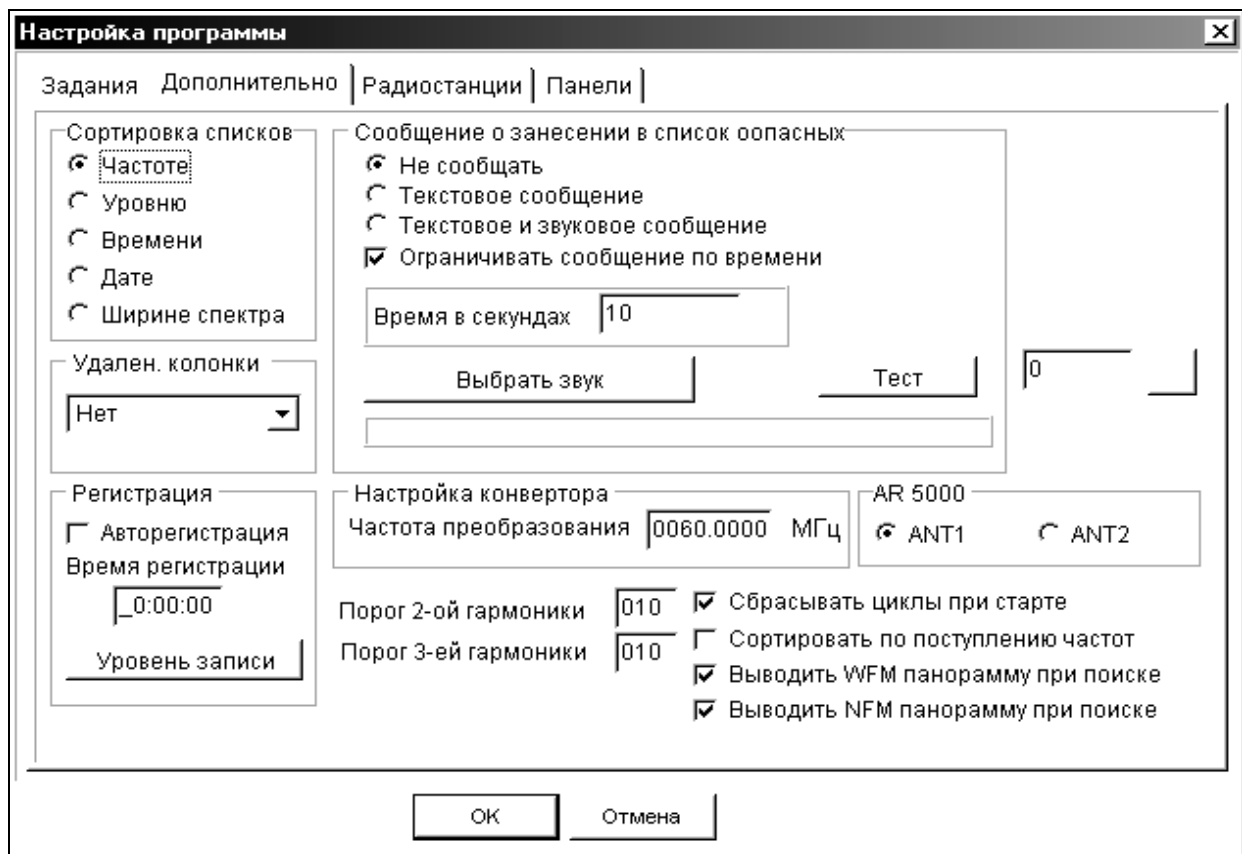 Настройка программы
Задания Дополнительно Радиостанции Панели
Сортировка списков
Частоте
Уровню
Времени
Дате
Ширине спектра
Сообщение о занесении в список оопасных
Не сообщать
Текстовое сообщение
Текстовое и звуковое сообщение
Ограничивать сообщение по времени
Время в секундах 10
Выбрать звук Тест
0
Удален. колонки
Нет
Регистрация
Авторегистрация
Время регистрации
_0:00:00
Уровень записи
Настройка конвертора
Частота преобразования 0060.0000 МГц
AR 5000
ANT1 ANT2
Порог 2-ой гармоники 010
Порог 3-ей гармоники 010
Сбрасывать циклы при старте
Сортировать по поступлению частот
Выводить WFM панорамму при поиске
Выводить NFM панорамму при поиске
OK Отмена